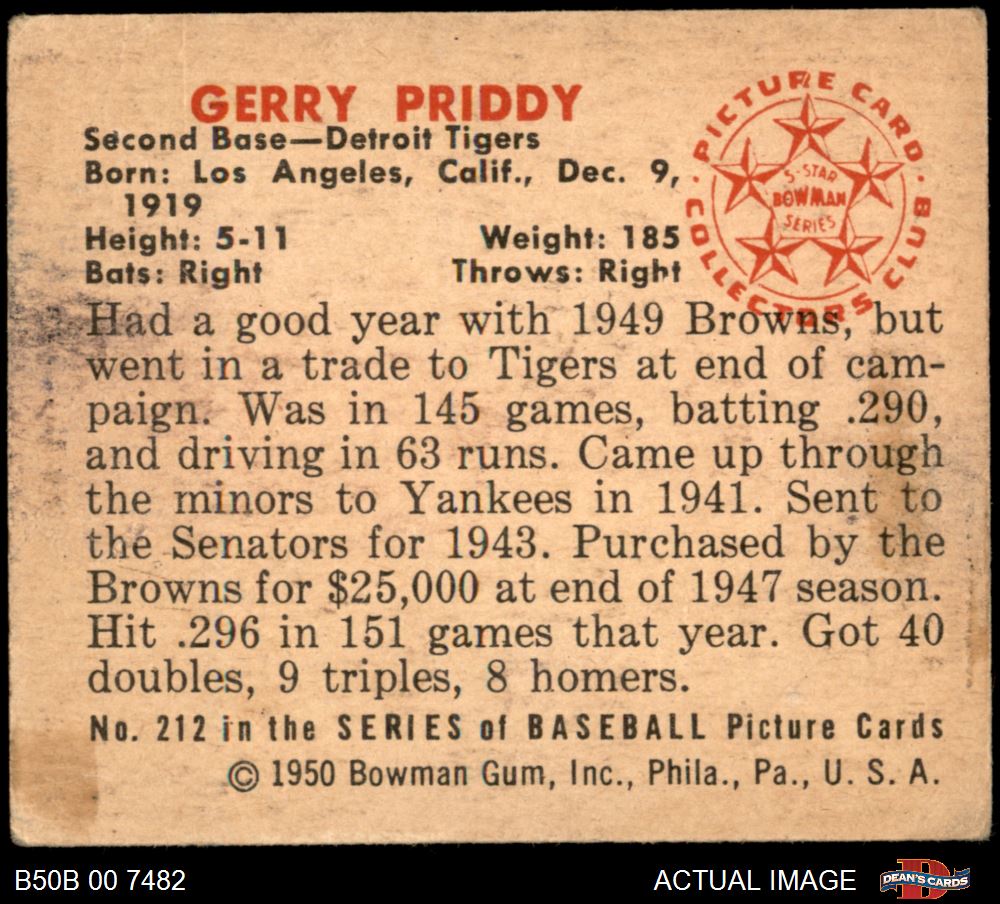 GERRY PRIDDY
Second Base—Detroit Tigers
Born: Los Angeles, Calif., Dec. 9,
1919
Height: 5-11 Weight: 185
Bats: Right Throws: Right
PICTURE CARD COLLECTORS CLUB
5-STAR
BOWMAN
SERIES
Had a good year with 1949 Browns, but
went in a trade to Tigers at end of cam-
paign. Was in 145 games, batting .290,
and driving in 63 runs. Came up through
the minors to Yankees in 1941. Sent to
the Senators for 1943. Purchased by the
Browns for $25,000 at end of 1947 season.
Hit .296 in 151 games that year. Got 40
doubles, 9 triples, 8 homers.
No. 212 in the SERIES of BASEBALL Picture Cards
© 1950 Bowman Gum, Inc., Phila., Pa., U. S. A.
B50B 00 7482 ACTUAL IMAGE D DEAN'S CARDS